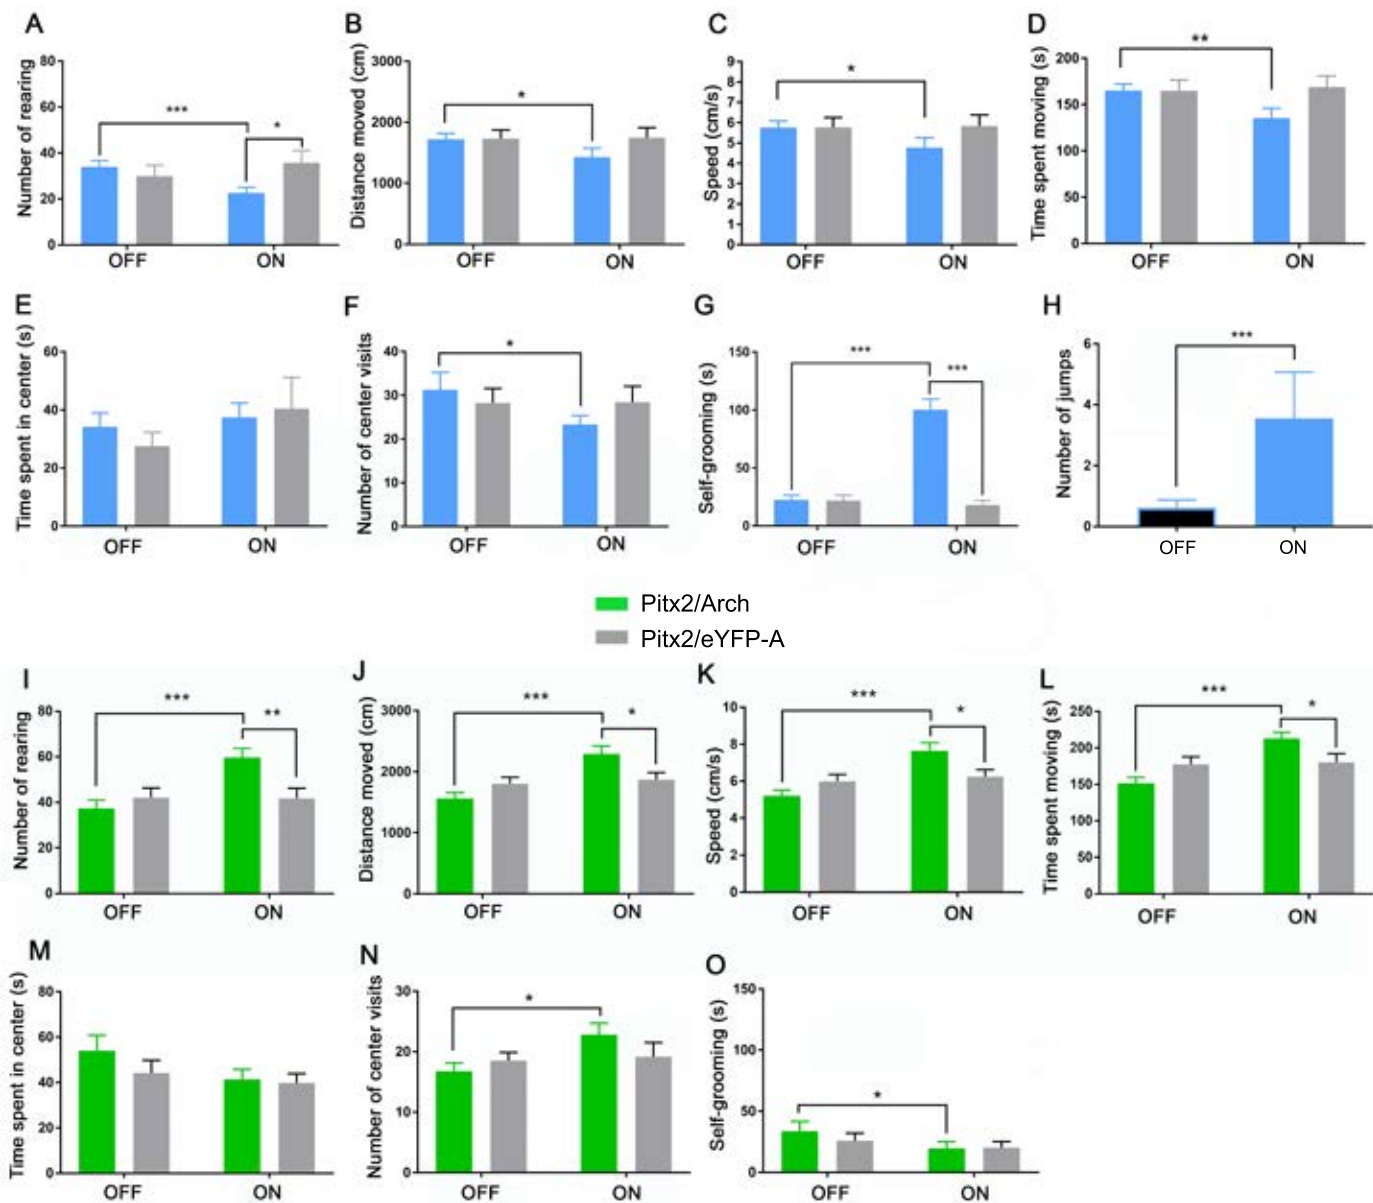 A
Number of rearing
80
60
40
20
0
***
*
OFF
ON
B
Distance moved (cm)
3000
2000
1000
0
*
OFF
ON
C
Speed (cm/s)
9
8
7
6
5
4
3
2
1
0
*
OFF
ON
D
Time spent moving (s)
200
150
100
50
0
**
OFF
ON
E
Time spent in center (s)
60
40
20
0
OFF
ON
F
Number of center visits
40
30
20
10
0
*
OFF
ON
G
Self-grooming (s)
150
100
50
0
***
***
OFF
ON
H
Number of jumps
6
4
2
0
***
OFF
ON
Pitx2/Arch
Pitx2/eYFP-A
I
Number of rearing
80
60
40
20
0
***
**
OFF
ON
J
Distance moved (cm)
3000
2000
1000
0
***
*
OFF
ON
K
Speed (cm/s)
10
8
6
4
2
0
***
*
OFF
ON
L
Time spent moving (s)
250
200
150
100
50
0
***
*
OFF
ON
M
Time spent in center (s)
80
60
40
20
0
OFF
ON
N
Number of center visits
30
20
10
0
*
OFF
ON
O
Self-grooming (s)
150
100
50
0
*
OFF
ON